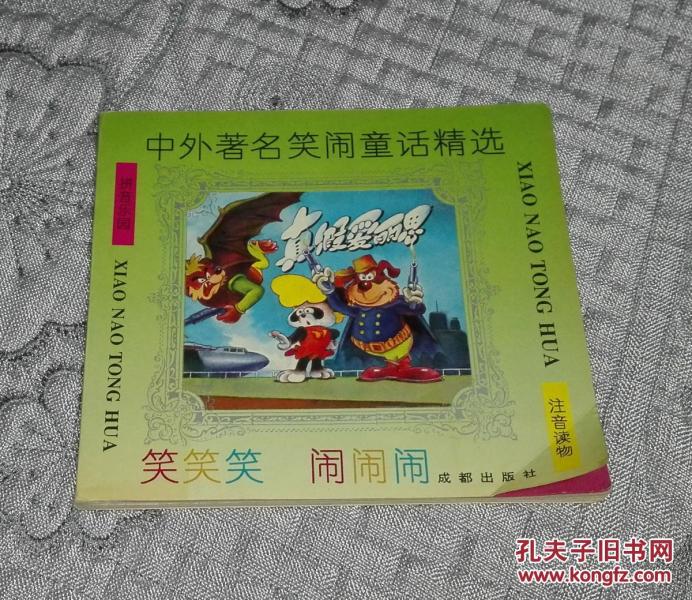 中外著名笑闹童话精选
拼音乐园
XIAO NAO TONG HUA
真假爱丽思
XIAO NAO TONG HUA
注音读物
笑笑笑 闹闹闹
成都出版社
孔夫子旧书网
www.kongfz.com